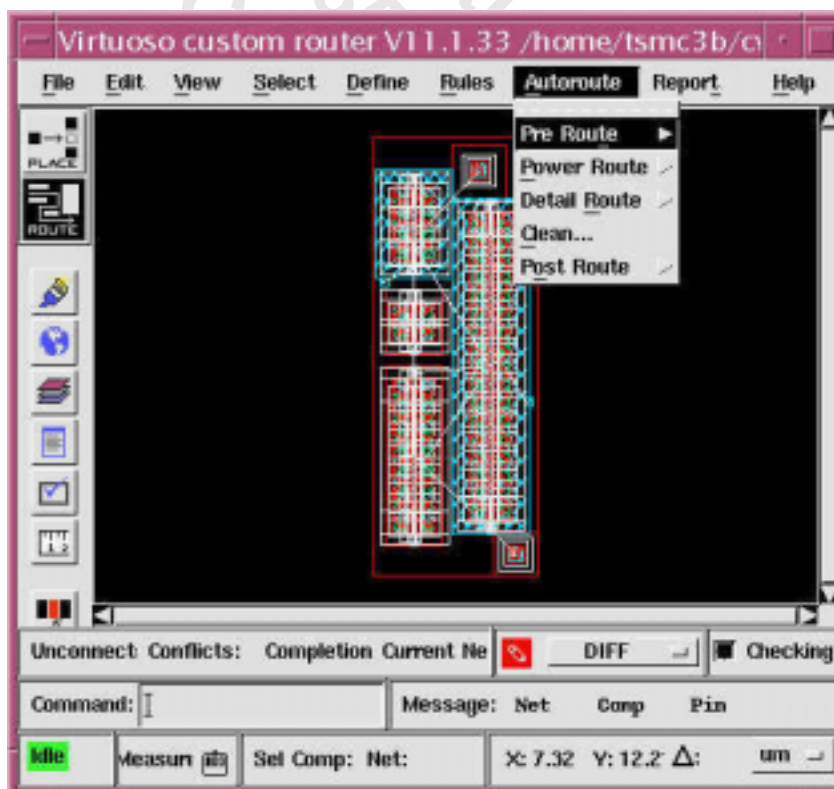 Virtuoso custom router V11.1.33 /home/tsmc3b/cy
File Edit View Select Define Rules Autoroute Report Help
Pre Route
Power Route
Detail Route
Clean...
Post Route
PLACE
ROUTE
Unconnect: Conflicts: Completion Current Ne DIFF Checking
Command: Message: Net Comp Pin
Idle Measure Sel Comp: Net: X: 7.32 Y: 12.2 Δ: um